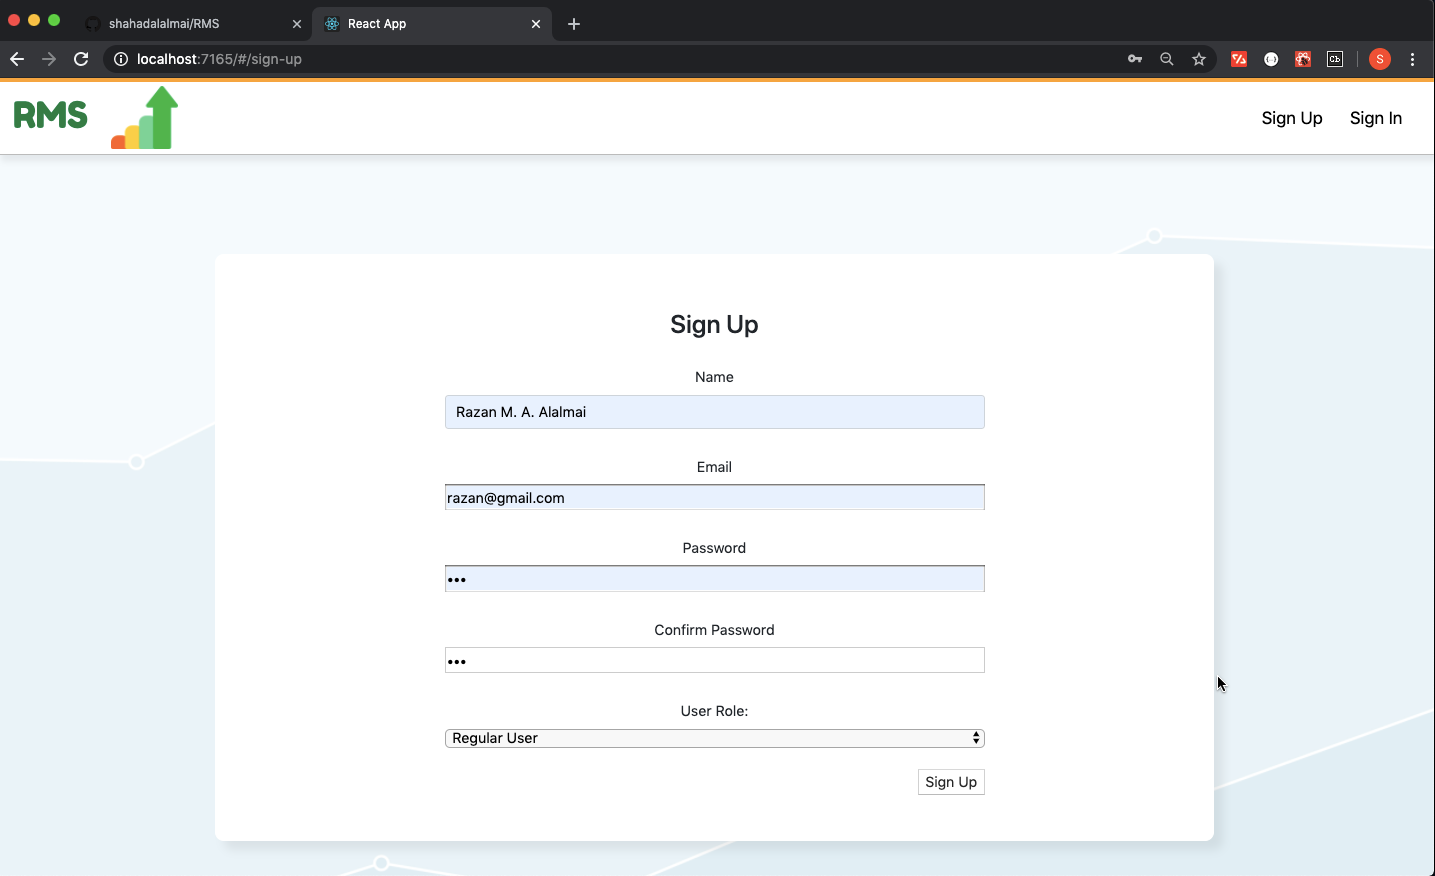 shahadalalmai/RMS
React App
localhost:7165/#/sign-up
Cb
S
RMS
Sign Up
Sign In
Sign Up
Name
Razan M. A. Alalmai
Email
razan@gmail.com
Password
•••
Confirm Password
•••
User Role:
Regular User
Sign Up